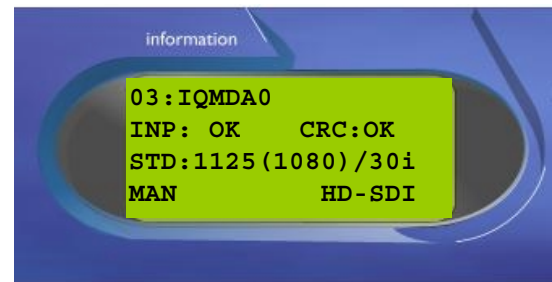 information
03:IQMDA0
INP: OK CRC:OK
STD:1125(1080)/30i
MAN HD-SDI